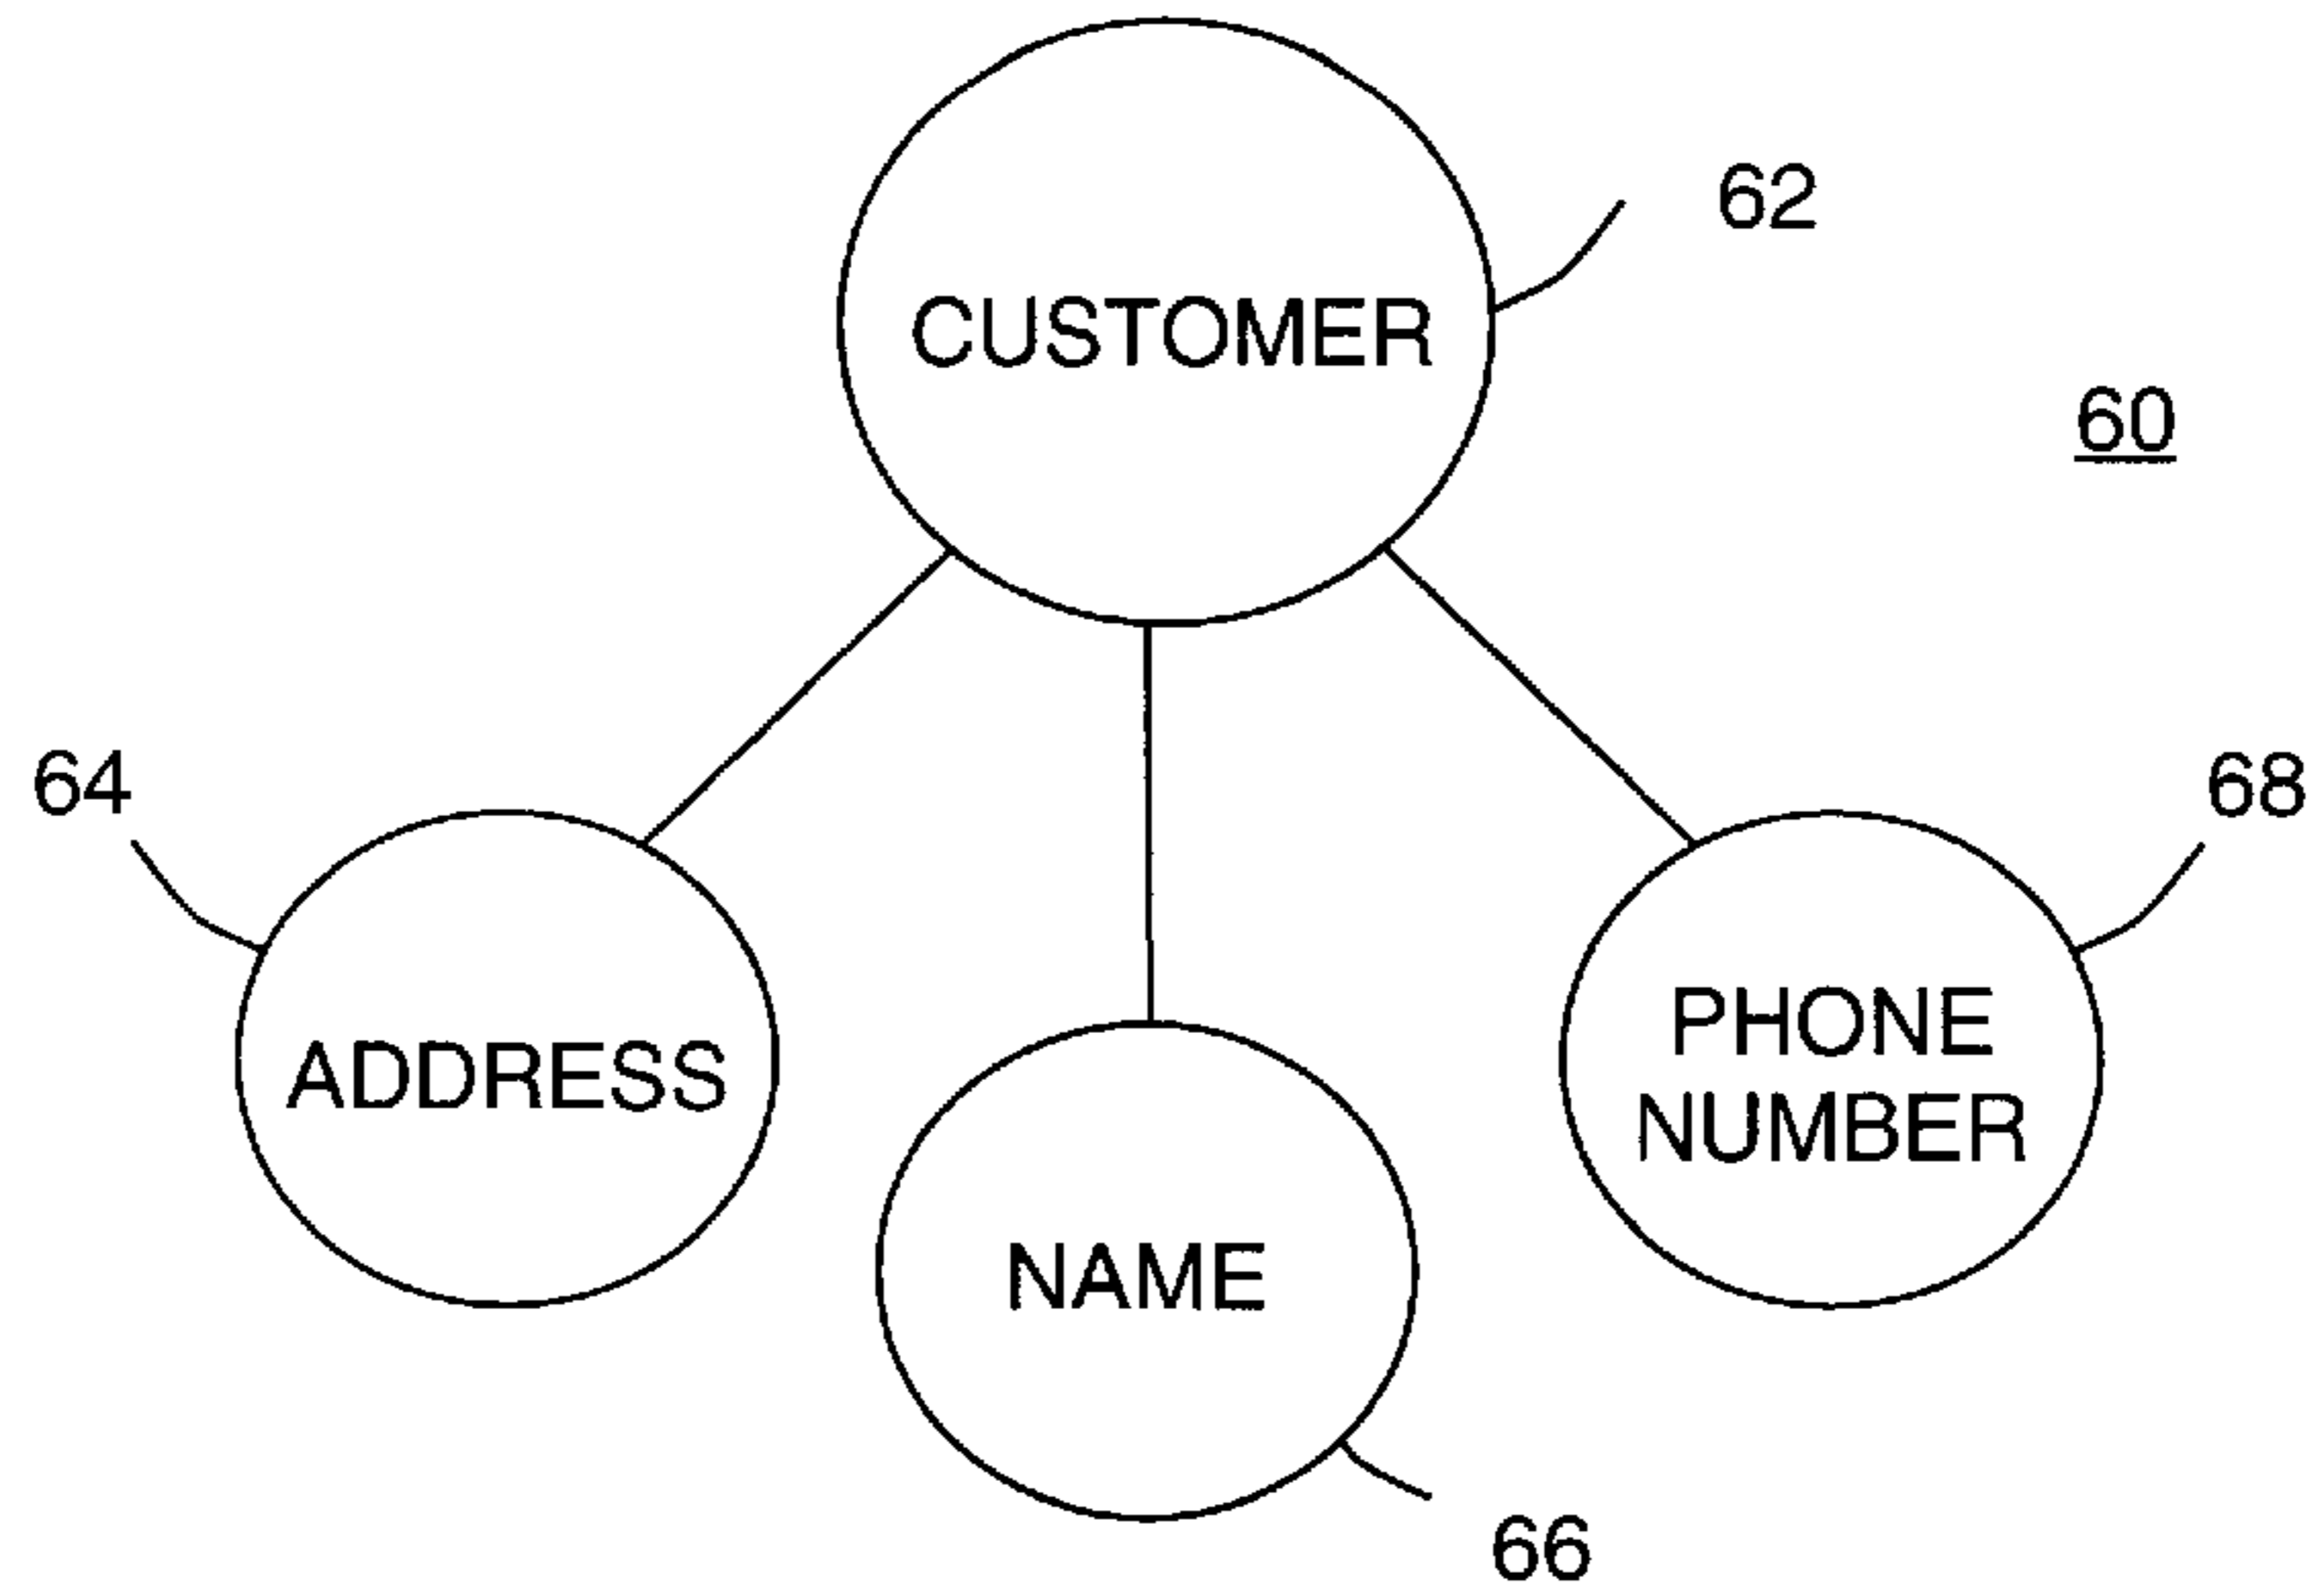 62
CUSTOMER
60
64
68
ADDRESS
PHONE
NUMBER
NAME
66